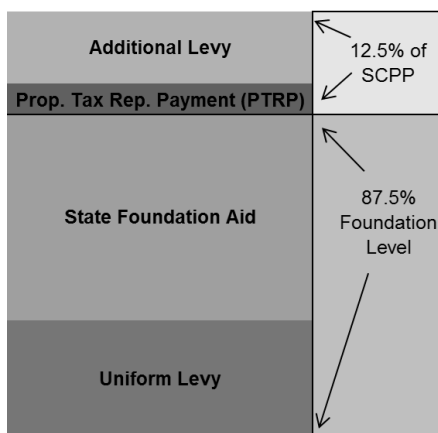 Additional Levy
12.5% of
SCPP
Prop. Tax Rep. Payment (PTRP)
State Foundation Aid
87.5%
Foundation
Level
Uniform Levy